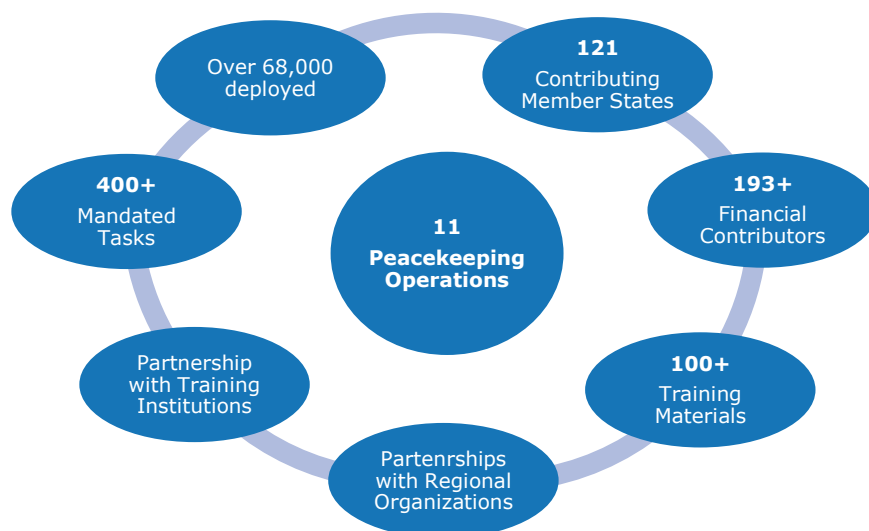 Over 68,000
deployed
121
Contributing
Member States
400+
Mandated
Tasks
193+
Financial
Contributors
11
Peacekeeping
Operations
Partnership
with Training
Institutions
100+
Training
Materials
Partenrships
with Regional
Organizations